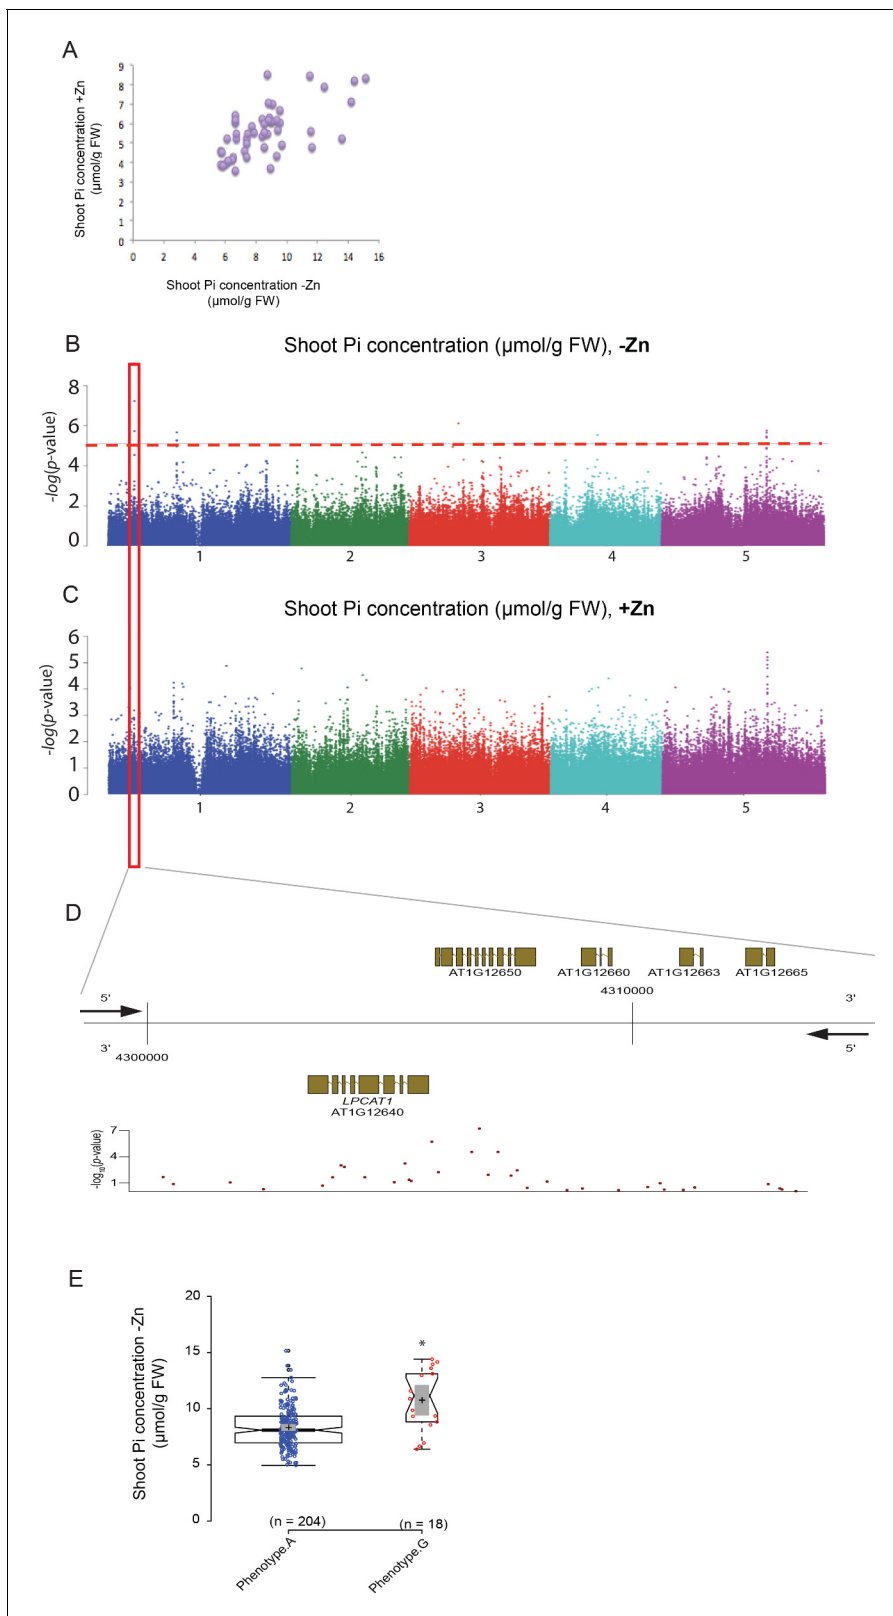 A
Shoot Pi concentration +Zn
(µmol/g FW)
9
8
7
6
5
4
3
2
1
0
0 2 4 6 8 10 12 14 16
Shoot Pi concentration -Zn
(µmol/g FW)
B
Shoot Pi concentration (µmol/g FW), -Zn
-log(p-value)
8
6
4
2
0
1 2 3 4 5
C
Shoot Pi concentration (µmol/g FW), +Zn
-log(p-value)
6
5
4
3
2
1
0
1 2 3 4 5
D
AT1G12650 AT1G12660 AT1G12663 AT1G12665
4310000
5' 3'
3' 5'
4300000
LPCAT1
AT1G12640
-log10(p-value)
7
4
1
E
Shoot Pi concentration -Zn
(µmol/g FW)
20
15
10
5
0
*
(n = 204) (n = 18)
Phenotype.A Phenotype.G